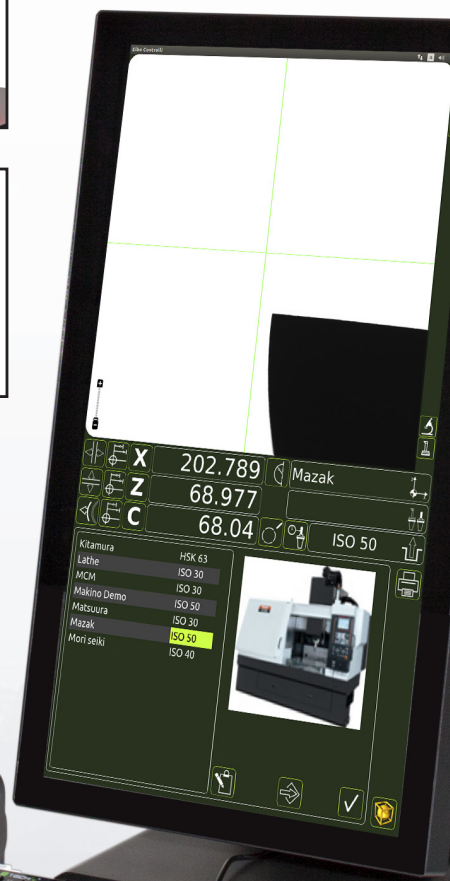 Elbo Controlli
X 202.789 Mazak
Z 68.977
C 68.04 ISO 50
Kitamura HSK 63
Lathe ISO 30
MCM ISO 30
Makino Demo ISO 50
Matsuura ISO 30
Mazak ISO 50
Mori seiki ISO 40